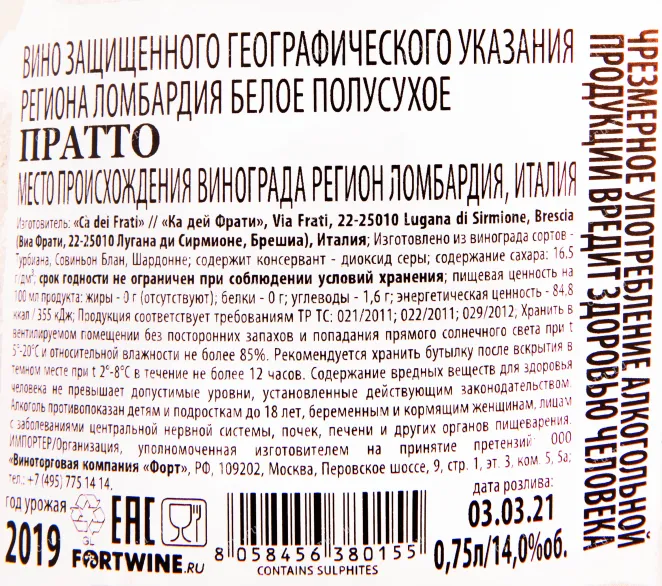 ВИНО ЗАЩИЩЕННОГО ГЕОГРАФИЧЕСКОГО УКАЗАНИЯ
РЕГИОНА ЛОМБАРДИЯ БЕЛОЕ ПОЛУСУХОЕ
ПРАТТО
МЕСТО ПРОИСХОЖДЕНИЯ ВИНОГРАДА РЕГИОН ЛОМБАРДИЯ, ИТАЛИЯ
Изготовитель: «Cà dei Frati» // «Ка дей Фрати», Via Frati, 22-25010 Lugana di Sirmione, Brescia
(Виа Фрати, 22-25010 Лугана ди Сирмионе, Брешиа), Италия; Изготовлено из винограда сортов -
Турбиана, Совиньон Блан, Шардонне; содержит консервант - диоксид серы; содержание сахара: 16,5
г/дм³; срок годности не ограничен при соблюдении условий хранения; пищевая ценность на
100 мл продукта: жиры - 0 г (отсутствуют); белки - 0 г; углеводы - 1,6 г; энергетическая ценность - 84,8
ккал / 355 кДж; Продукция соответствует требованиям ТР ТС: 021/2011; 022/2011; 029/2012, Хранить в
вентилируемом помещении без посторонних запахов и попадания прямого солнечного света при t
5°-20°C и относительной влажности не более 85%. Рекомендуется хранить бутылку после вскрытия в
темном месте при t 2°-8°C в течение не более 12 часов. Содержание вредных веществ для здоровья
человека не превышает допустимые уровни, установленные действующим законодательством.
Алкоголь противопоказан детям и подросткам до 18 лет, беременным и кормящим женщинам, лицам
с заболеваниями центральной нервной системы, почек, печени и других органов пищеварения.
ИМПОРТЕР/Организация, уполномоченная изготовителем на принятие претензий: ООО
«Виноторговая компания «Форт», РФ, 109202, Москва, Перовское шоссе, 9, стр. 1, эт. 3, ком. 5, 5а;
тел.: +7 (495) 775 14 14.
год урожая
2019
GL
EAC
FORTWINE.RU
8 058456 380155
CONTAINS SULPHITES
дата розлива:
03.03.21
0,75л/14,0%об.
ЧРЕЗМЕРНОЕ УПОТРЕБЛЕНИЕ АЛКОГОЛЬНОЙ
ПРОДУКЦИИ ВРЕДИТ ЗДОРОВЬЮ ЧЕЛОВЕКА